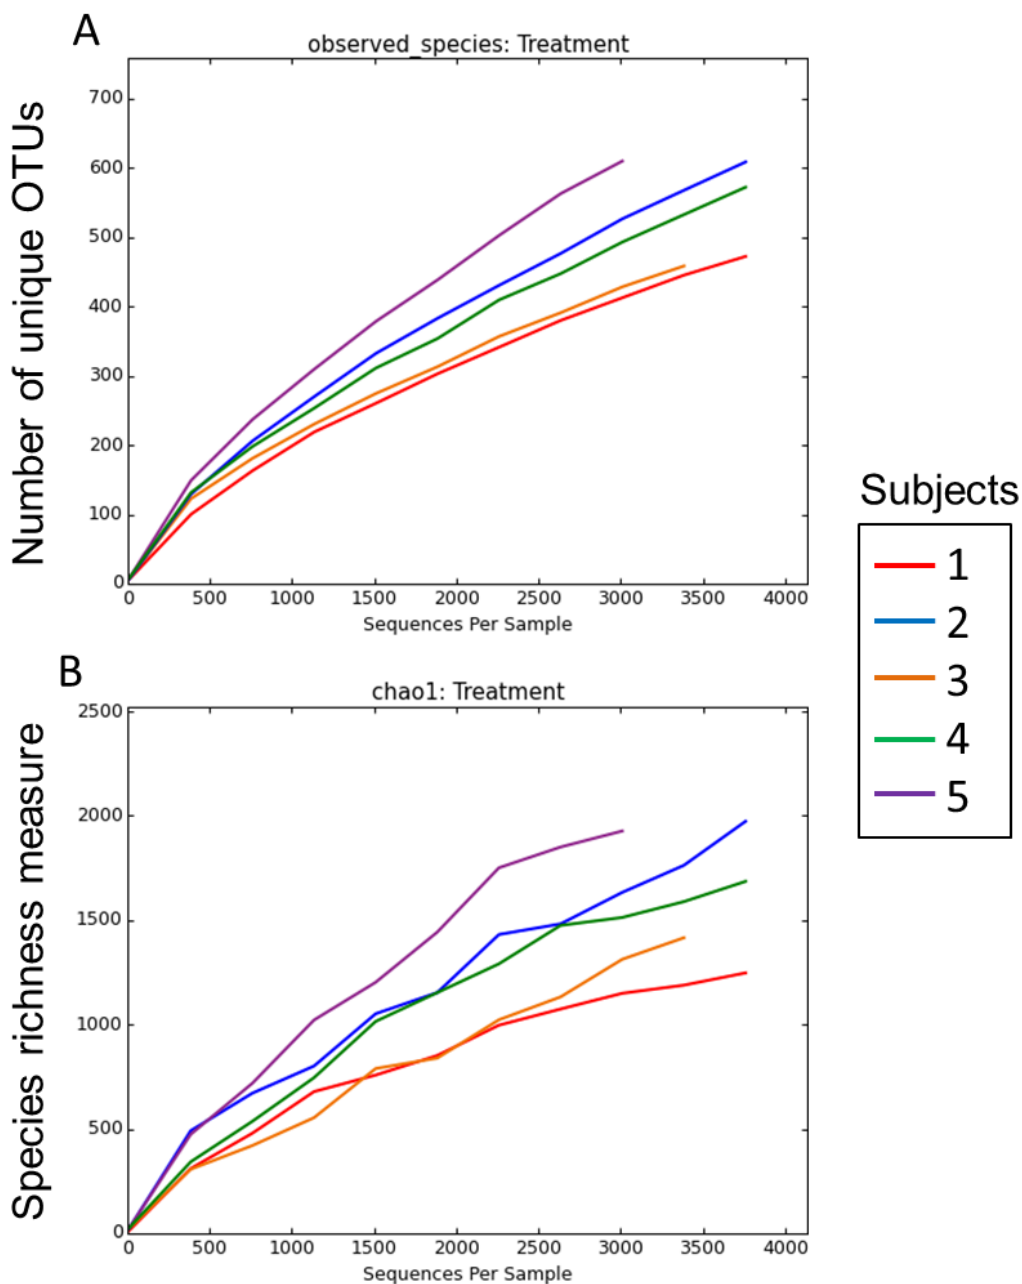 A
observed_species: Treatment
Number of unique OTUs
700
600
500
400
300
200
100
0
0 500 1000 1500 2000 2500 3000 3500 4000
Sequences Per Sample
Subjects
1
2
3
4
5
B
chao1: Treatment
Species richness measure
2500
2000
1500
1000
500
0
0 500 1000 1500 2000 2500 3000 3500 4000
Sequences Per Sample